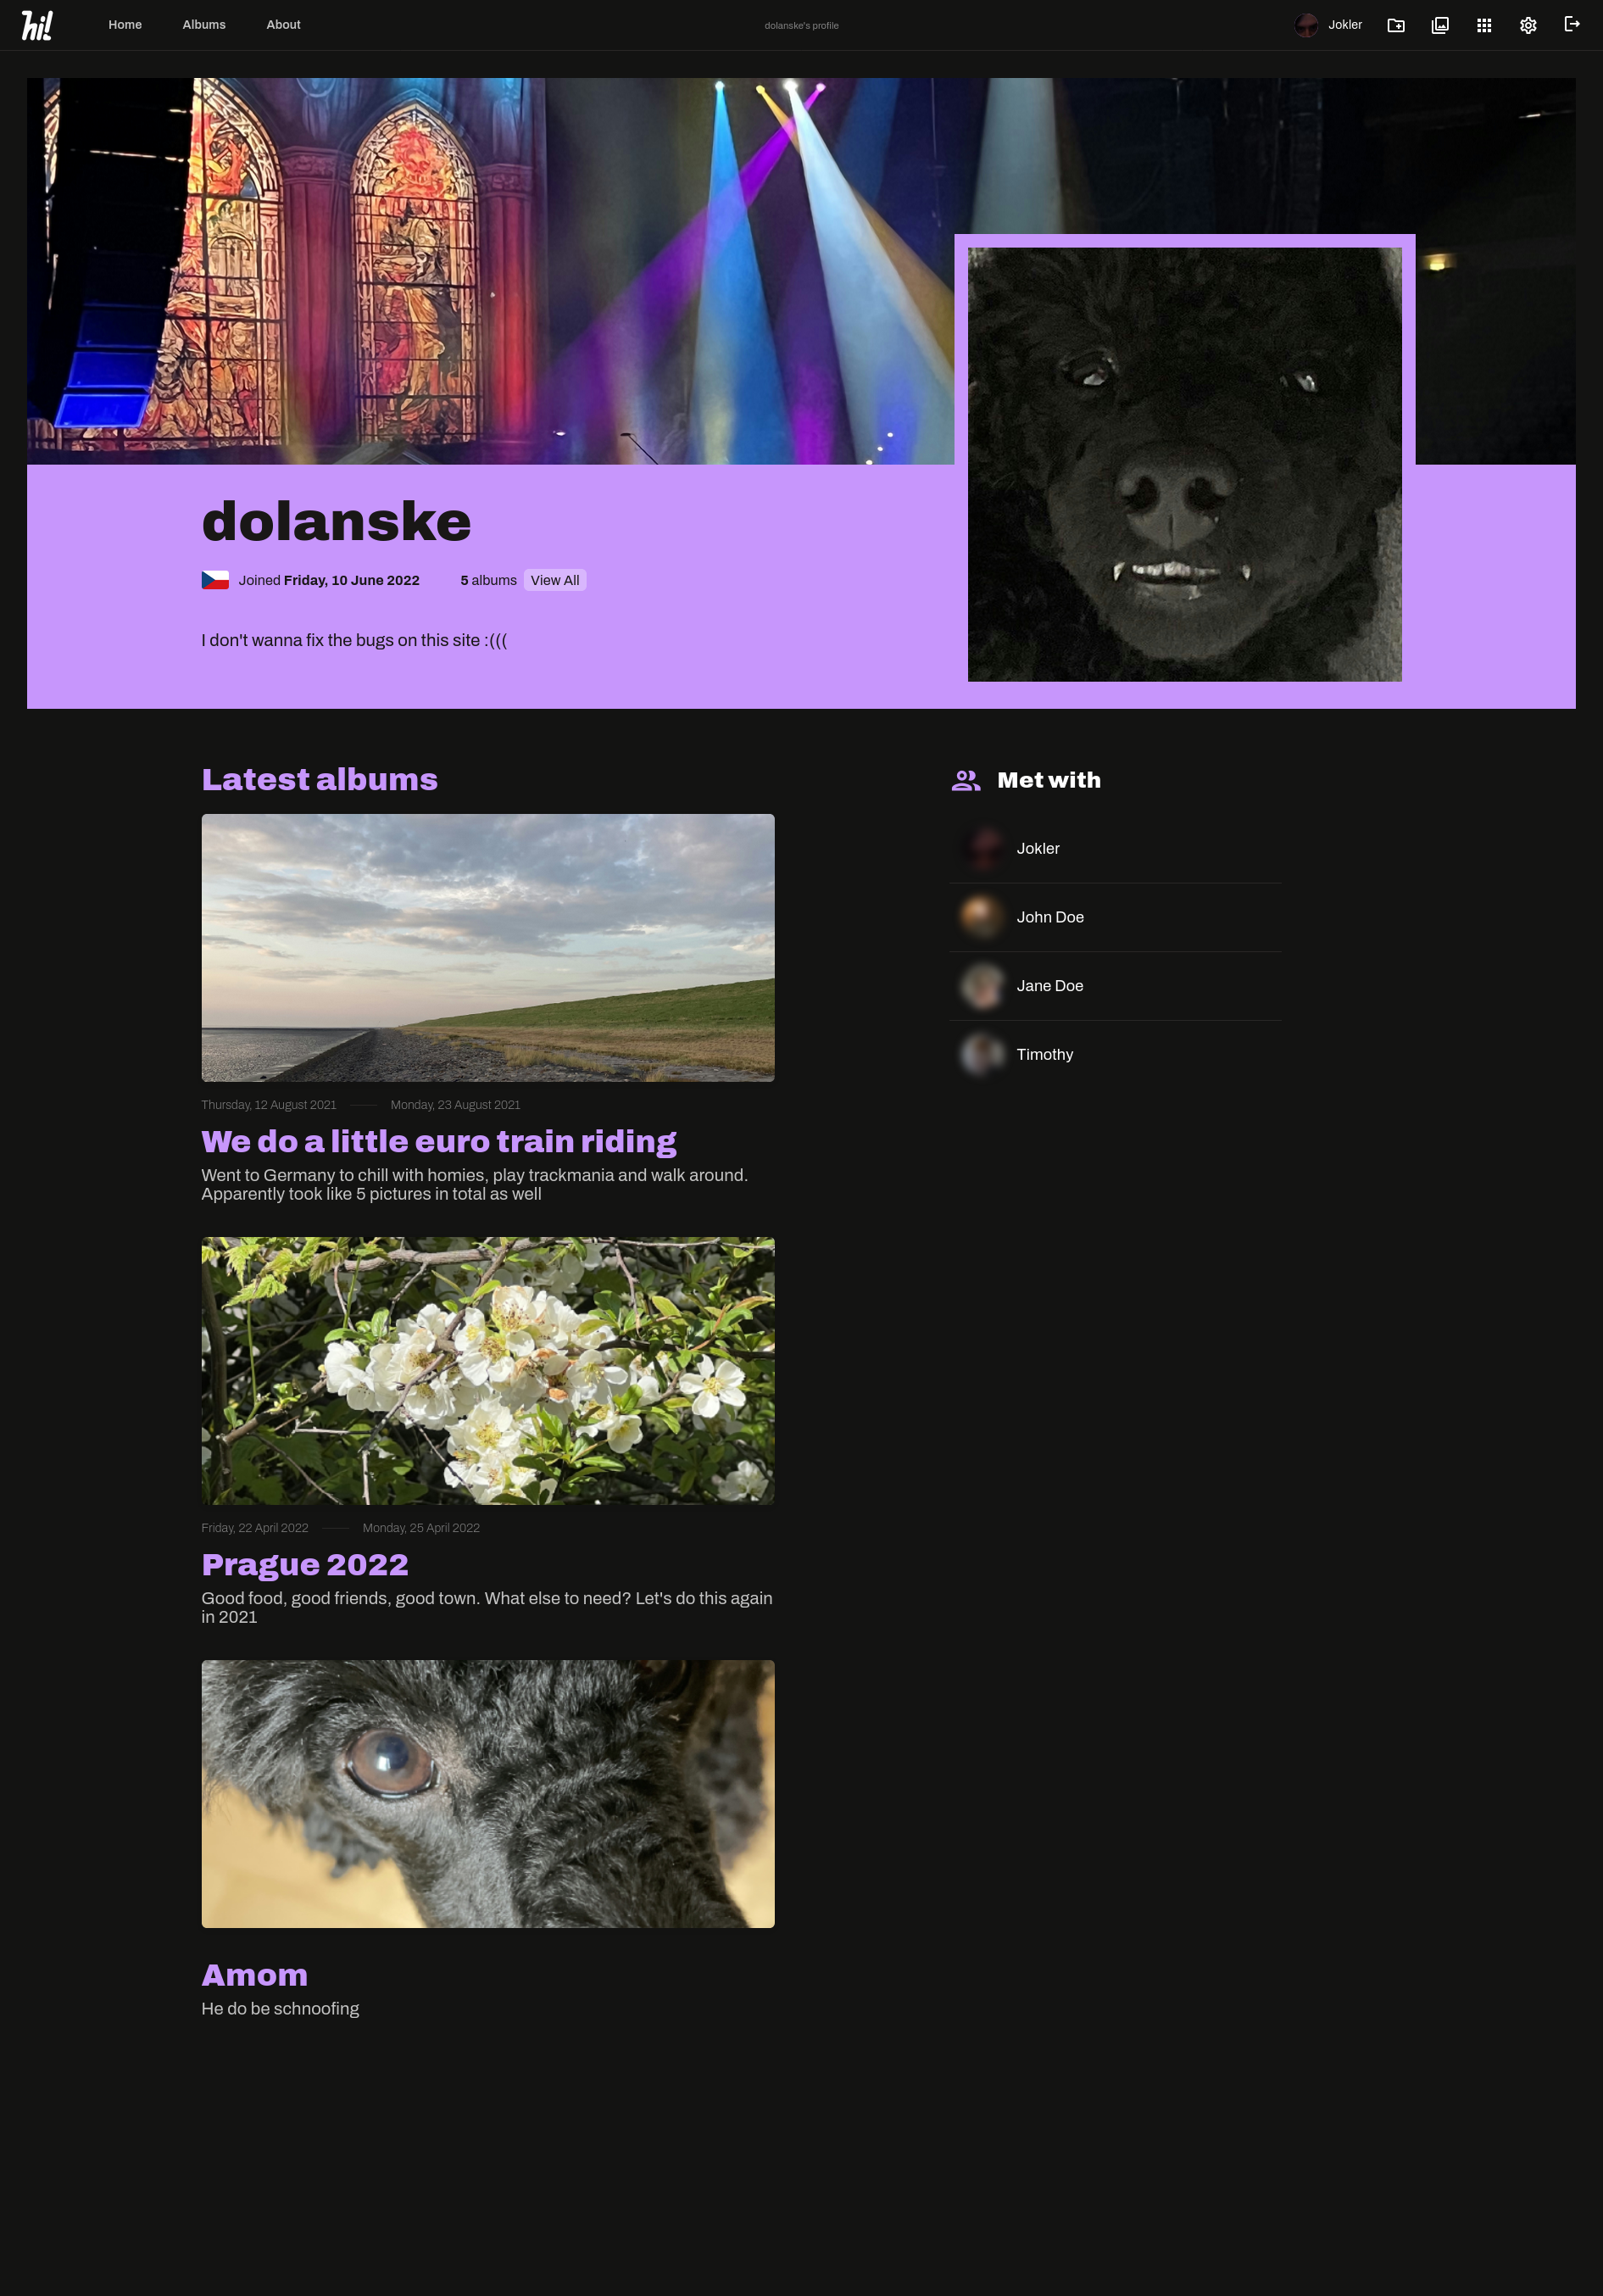 hi!
Home Albums About dolanske's profile Jokler
dolanske
Joined Friday, 10 June 2022 5 albums View All
I don't wanna fix the bugs on this site :(((
Latest albums
Thursday, 12 August 2021 Monday, 23 August 2021
We do a little euro train riding
Went to Germany to chill with homies, play trackmania and walk around.
Apparently took like 5 pictures in total as well
Friday, 22 April 2022 Monday, 25 April 2022
Prague 2022
Good food, good friends, good town. What else to need? Let's do this again
in 2021
Amom
He do be schnoofing
Met with
Jokler
John Doe
Jane Doe
Timothy